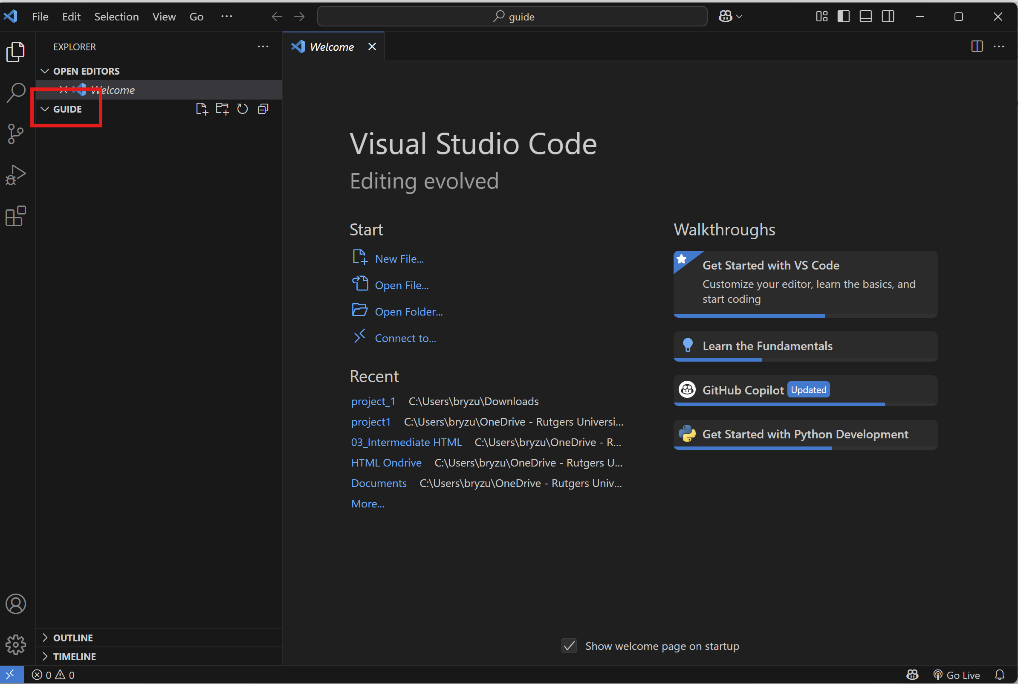 File Edit Selection View Go ···
guide
EXPLORER ···
Welcome
OPEN EDITORS
Welcome
GUIDE
Visual Studio Code
Editing evolved
Start
New File...
Open File...
Open Folder...
Connect to...
Recent
project_1 C:\Users\bryzu\Downloads
project1 C:\Users\bryzu\OneDrive - Rutgers Universi...
03_Intermediate HTML C:\Users\bryzu\OneDrive - R...
HTML Ondrive C:\Users\bryzu\OneDrive - Rutgers U...
Documents C:\Users\bryzu\OneDrive - Rutgers Univ...
More...
Walkthroughs
Get Started with VS Code
Customize your editor, learn the basics, and
start coding
Learn the Fundamentals
GitHub Copilot Updated
Get Started with Python Development
Show welcome page on startup
OUTLINE
TIMELINE
0 0
Go Live